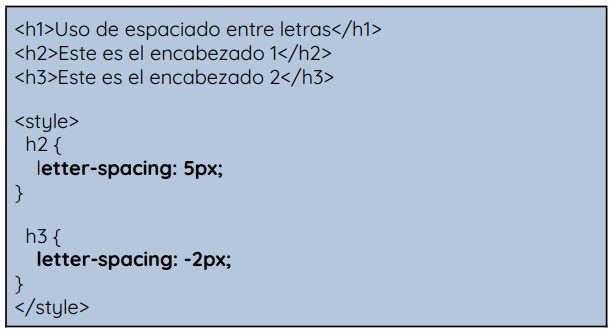 <h1>Uso de espaciado entre letras</h1>
<h2>Este es el encabezado 1</h2>
<h3>Este es el encabezado 2</h3>
<style>
h2 {
letter-spacing: 5px;
}
h3 {
letter-spacing: -2px;
}
</style>